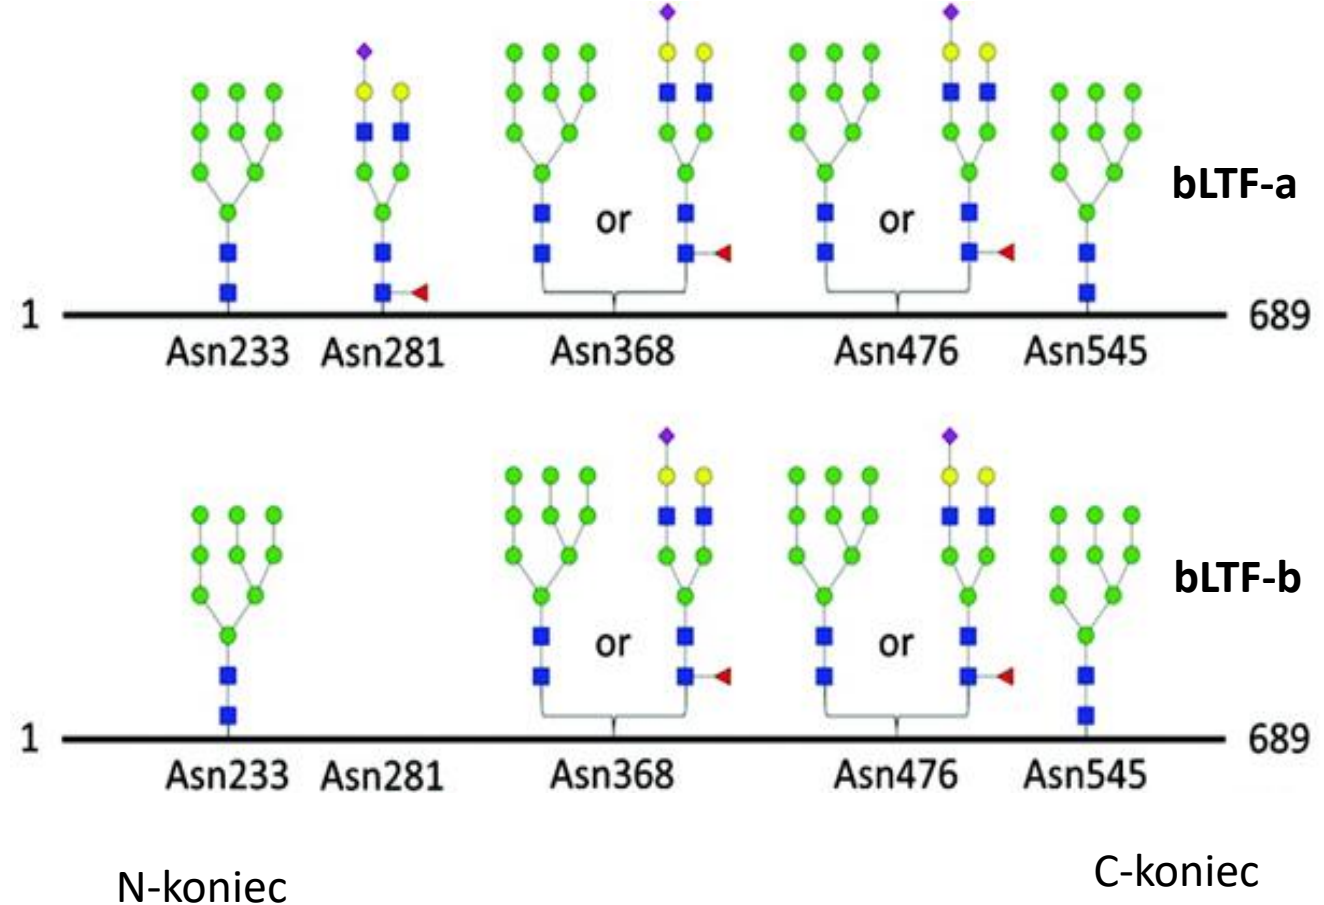 or or
bLTF-a
1 689
Asn233 Asn281 Asn368 Asn476 Asn545
bLTF-b
or or
1 689
Asn233 Asn281 Asn368 Asn476 Asn545
N-koniec C-koniec